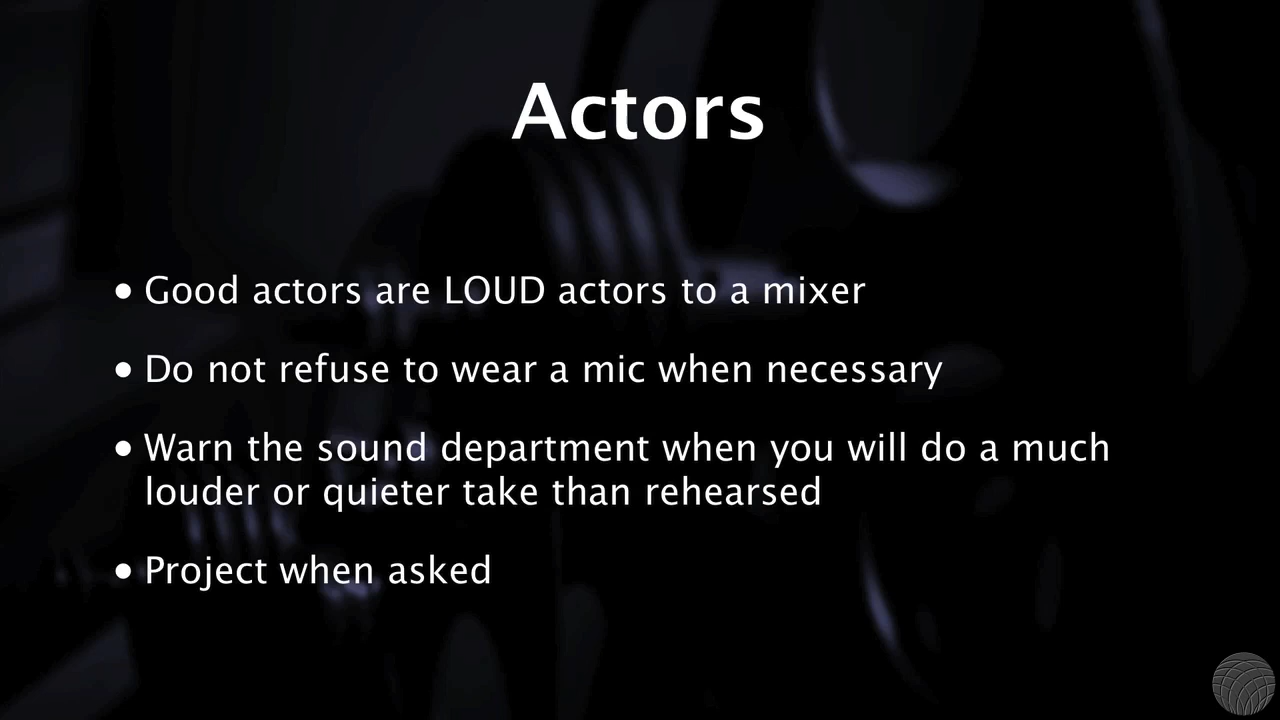 Actors
• Good actors are LOUD actors to a mixer
• Do not refuse to wear a mic when necessary
• Warn the sound department when you will do a much
louder or quieter take than rehearsed
• Project when asked